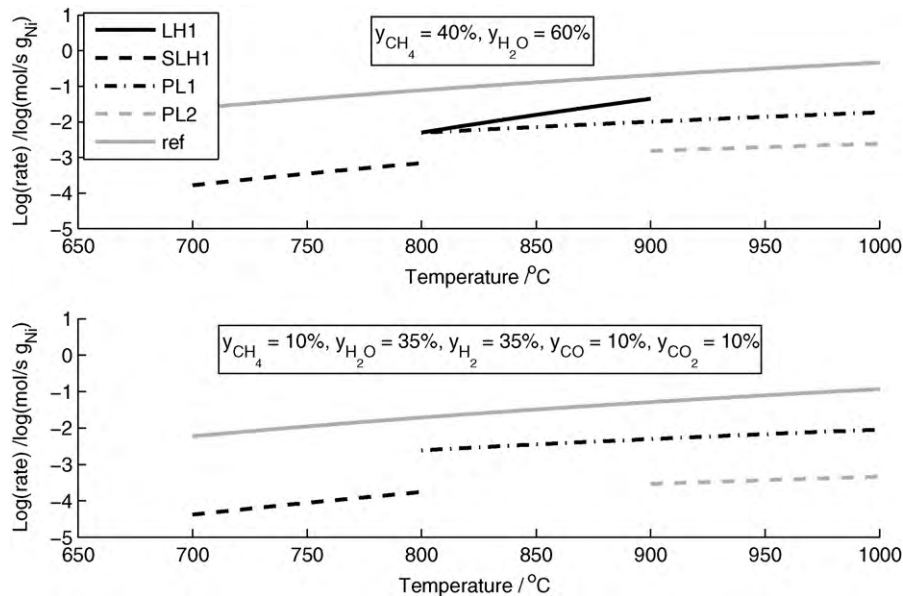 1
0
−1
−2
−3
−4
−5
Log(rate) /log(mol/s g_Ni)
LH1
SLH1
PL1
PL2
ref
y_CH4 = 40%, y_H2O = 60%
650 700 750 800 850 900 950 1000
Temperature /°C
1
0
−1
−2
−3
−4
−5
Log(rate) /log(mol/s g_Ni)
y_CH4 = 10%, y_H2O = 35%, y_H2 = 35%, y_CO = 10%, y_CO2 = 10%
650 700 750 800 850 900 950 1000
Temperature / °C